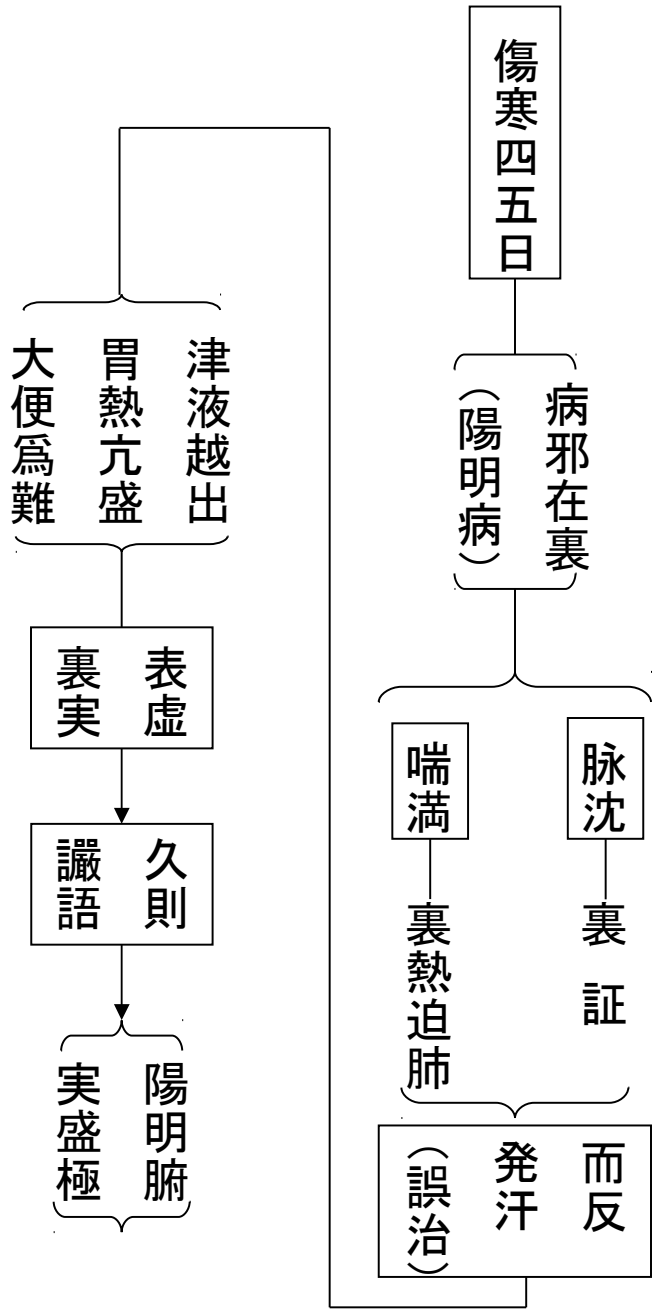 傷寒四五日
病邪在裏
(陽明病)
脉沈
裏証
喘満
裏熱迫肺
而反
発汗
(誤治)
津液越出
胃熱亢盛
大便爲難
表虚
裏実
久則
讝語
陽明腑
実盛極